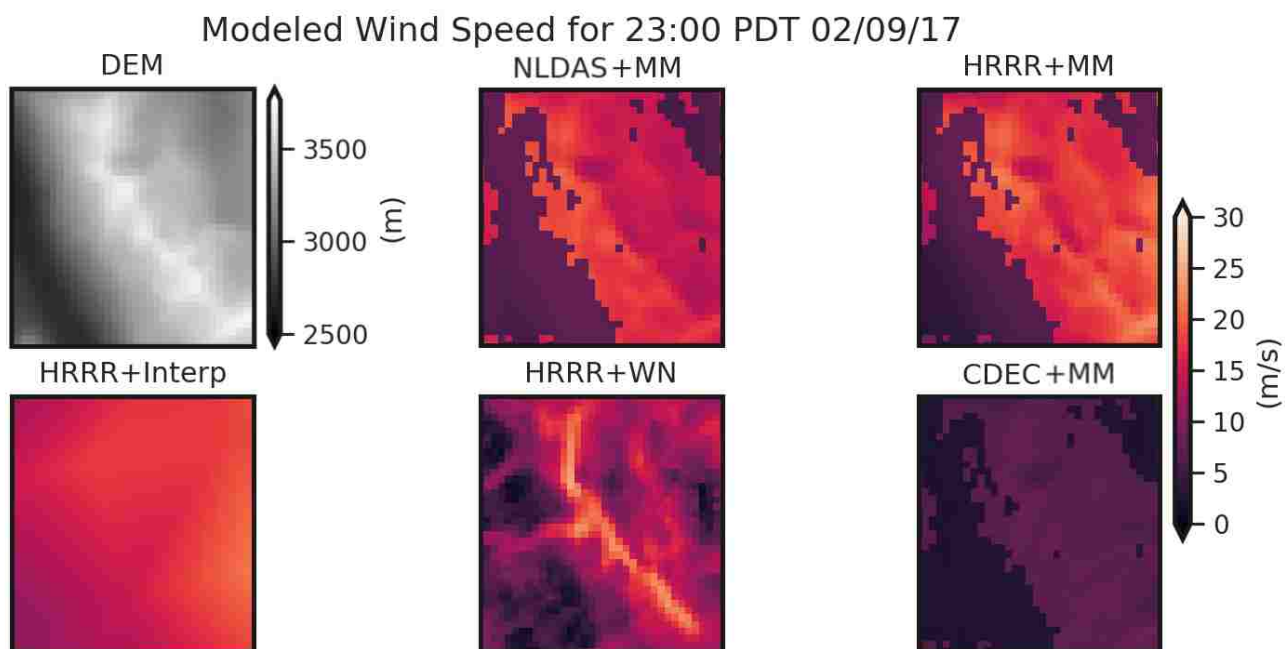 Modeled Wind Speed for 23:00 PDT 02/09/17
DEM
NLDAS+MM
HRRR+MM
3500
3000
2500
(m)
30
25
20
15
10
5
0
(m/s)
HRRR+Interp
HRRR+WN
CDEC+MM